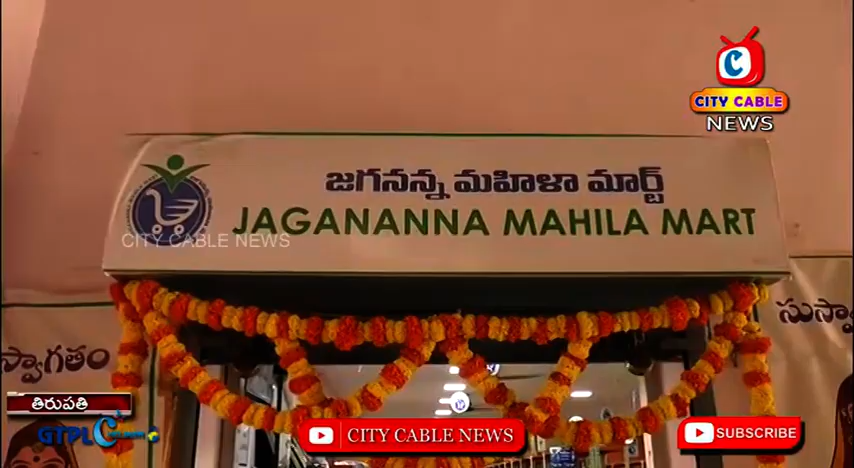 CITY CABLE
NEWS
జగనన్న మహిళా మార్ట్
JAGANANNA MAHILA MART
CITY CABLE NEWS
సుస్వా
స్వాగతం
తిరుపతి
GTPL
CITY CABLE NEWS
SUBSCRIBE